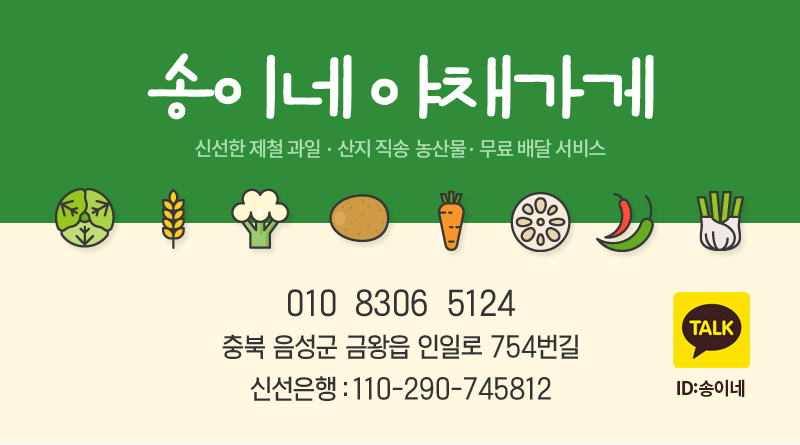 송이네 야채가게
신선한 제철 과일 · 산지 직송 농산물 · 무료 배달 서비스
010 8306 5124
충북 음성군 금왕읍 인일로 754번길
신선은행 : 110-290-745812
TALK
ID:송이네